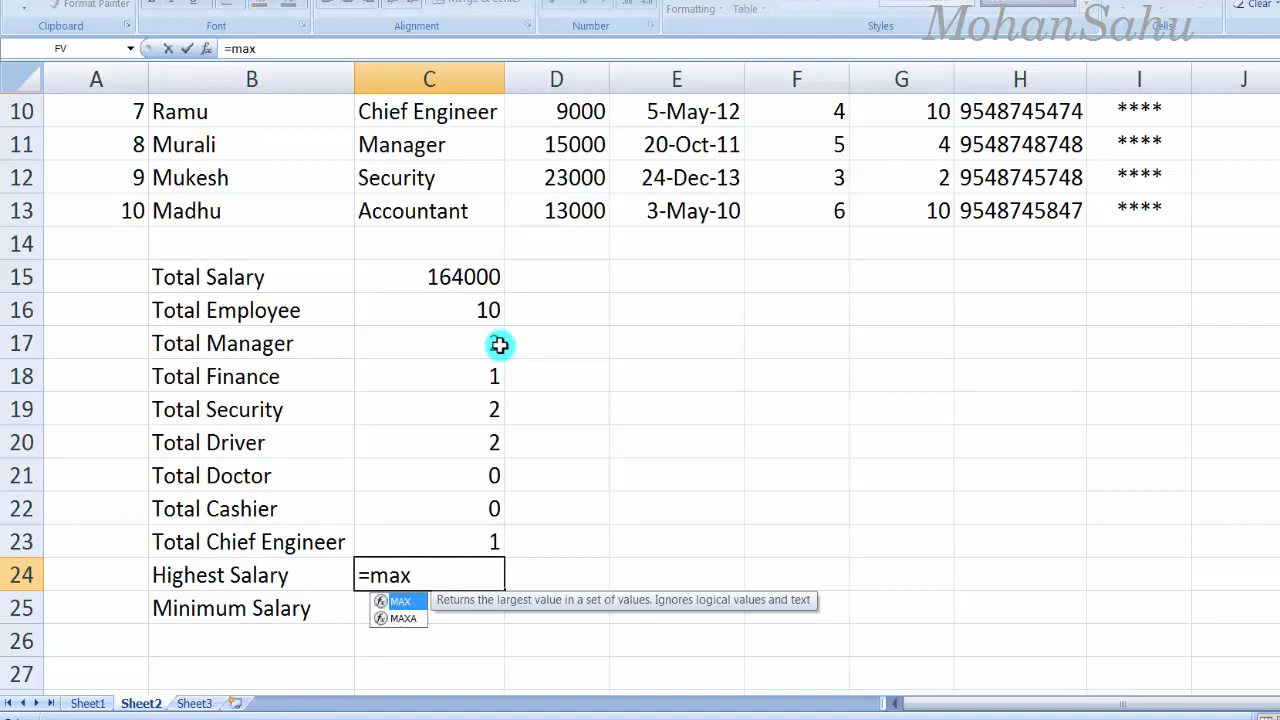 Format Painter Merge & Center Formatting Table Clear
Clipboard Font Alignment Number Styles Cells
MohanSahu
FV =max
A B C D E F G H I J
10 7 Ramu Chief Engineer 9000 5-May-12 4 10 9548745474 ****
11 8 Murali Manager 15000 20-Oct-11 5 4 9548748748 ****
12 9 Mukesh Security 23000 24-Dec-13 3 2 9548745748 ****
13 10 Madhu Accountant 13000 3-May-10 6 10 9548745847 ****
14
15 Total Salary 164000
16 Total Employee 10
17 Total Manager
18 Total Finance 1
19 Total Security 2
20 Total Driver 2
21 Total Doctor 0
22 Total Cashier 0
23 Total Chief Engineer 1
24 Highest Salary =max
25 Minimum Salary
MAX Returns the largest value in a set of values. Ignores logical values and text
MAXA
26
27
Sheet1 Sheet2 Sheet3